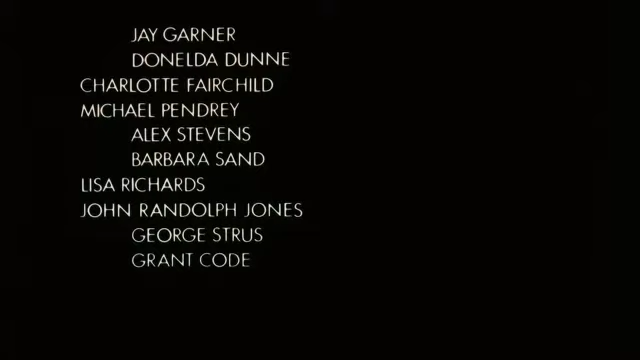 JAY GARNER
DONELDA DUNNE
CHARLOTTE FAIRCHILD
MICHAEL PENDREY
ALEX STEVENS
BARBARA SAND
LISA RICHARDS
JOHN RANDOLPH JONES
GEORGE STRUS
GRANT CODE